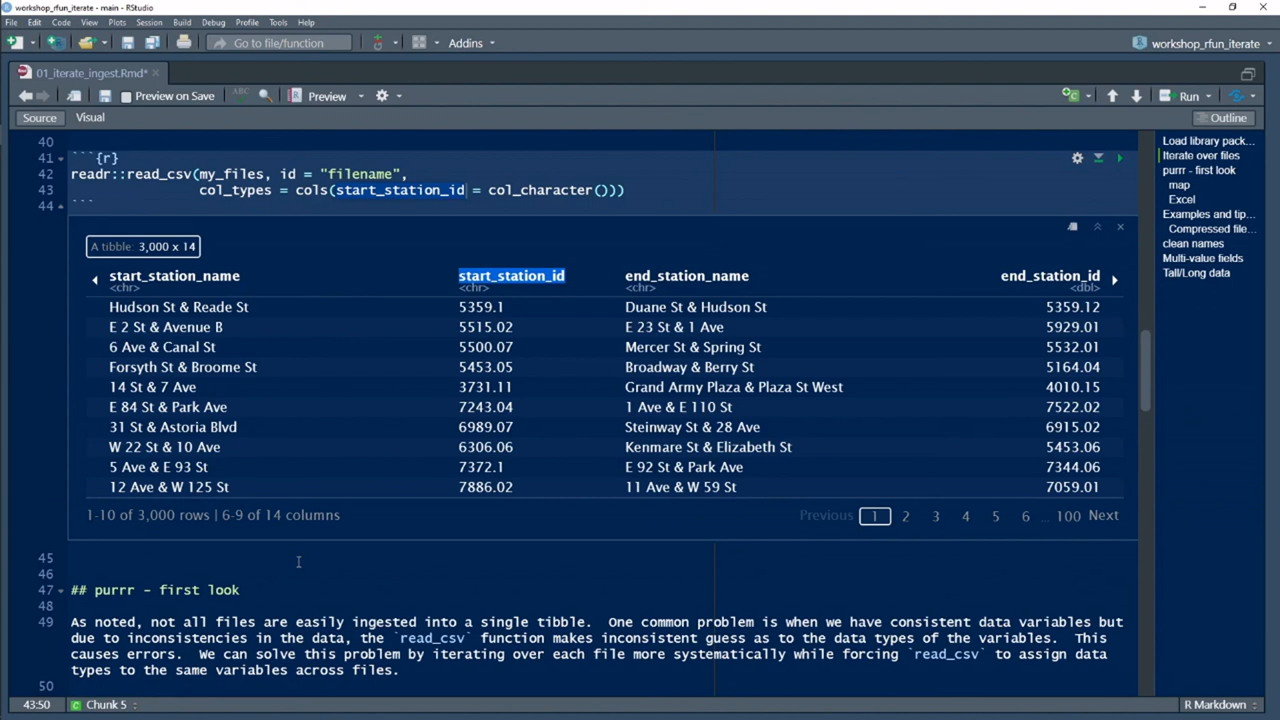 workshop_rfun_iterate - main - RStudio
File Edit Code View Plots Session Build Debug Profile Tools Help
Go to file/function Addins workshop_rfun_iterate
01_iterate_ingest.Rmd*
Preview on Save ABC Preview Run
Source Visual Outline
40
41 ```{r}
42 readr::read_csv(my_files, id = "filename",
43 col_types = cols(start_station_id = col_character()))
44 ```
A tibble: 3,000 x 14
start_station_name start_station_id end_station_name end_station_id
<chr> <chr> <chr> <dbl>
Hudson St & Reade St 5359.1 Duane St & Hudson St 5359.12
E 2 St & Avenue B 5515.02 E 23 St & 1 Ave 5929.01
6 Ave & Canal St 5500.07 Mercer St & Spring St 5532.01
Forsyth St & Broome St 5453.05 Broadway & Berry St 5164.04
14 St & 7 Ave 3731.11 Grand Army Plaza & Plaza St West 4010.15
E 84 St & Park Ave 7243.04 1 Ave & E 110 St 7522.02
31 St & Astoria Blvd 6989.07 Steinway St & 28 Ave 6915.02
W 22 St & 10 Ave 6306.06 Kenmare St & Elizabeth St 5453.06
5 Ave & E 93 St 7372.1 E 92 St & Park Ave 7344.06
12 Ave & W 125 St 7886.02 11 Ave & W 59 St 7059.01
1-10 of 3,000 rows | 6-9 of 14 columns Previous 1 2 3 4 5 6 ... 100 Next
45
46
47 ## purrr - first look
48
49 As noted, not all files are easily ingested into a single tibble. One common problem is when we have consistent data variables but
due to inconsistencies in the data, the `read_csv` function makes inconsistent guess as to the data types of the variables. This
causes errors. We can solve this problem by iterating over each file more systematically while forcing `read_csv` to assign data
types to the same variables across files.
50
Load library pack...
Iterate over files
purrr - first look
map
Excel
Examples and tip...
Compressed file...
clean names
Multi-value fields
Tall/Long data
43:50 Chunk 5 R Markdown